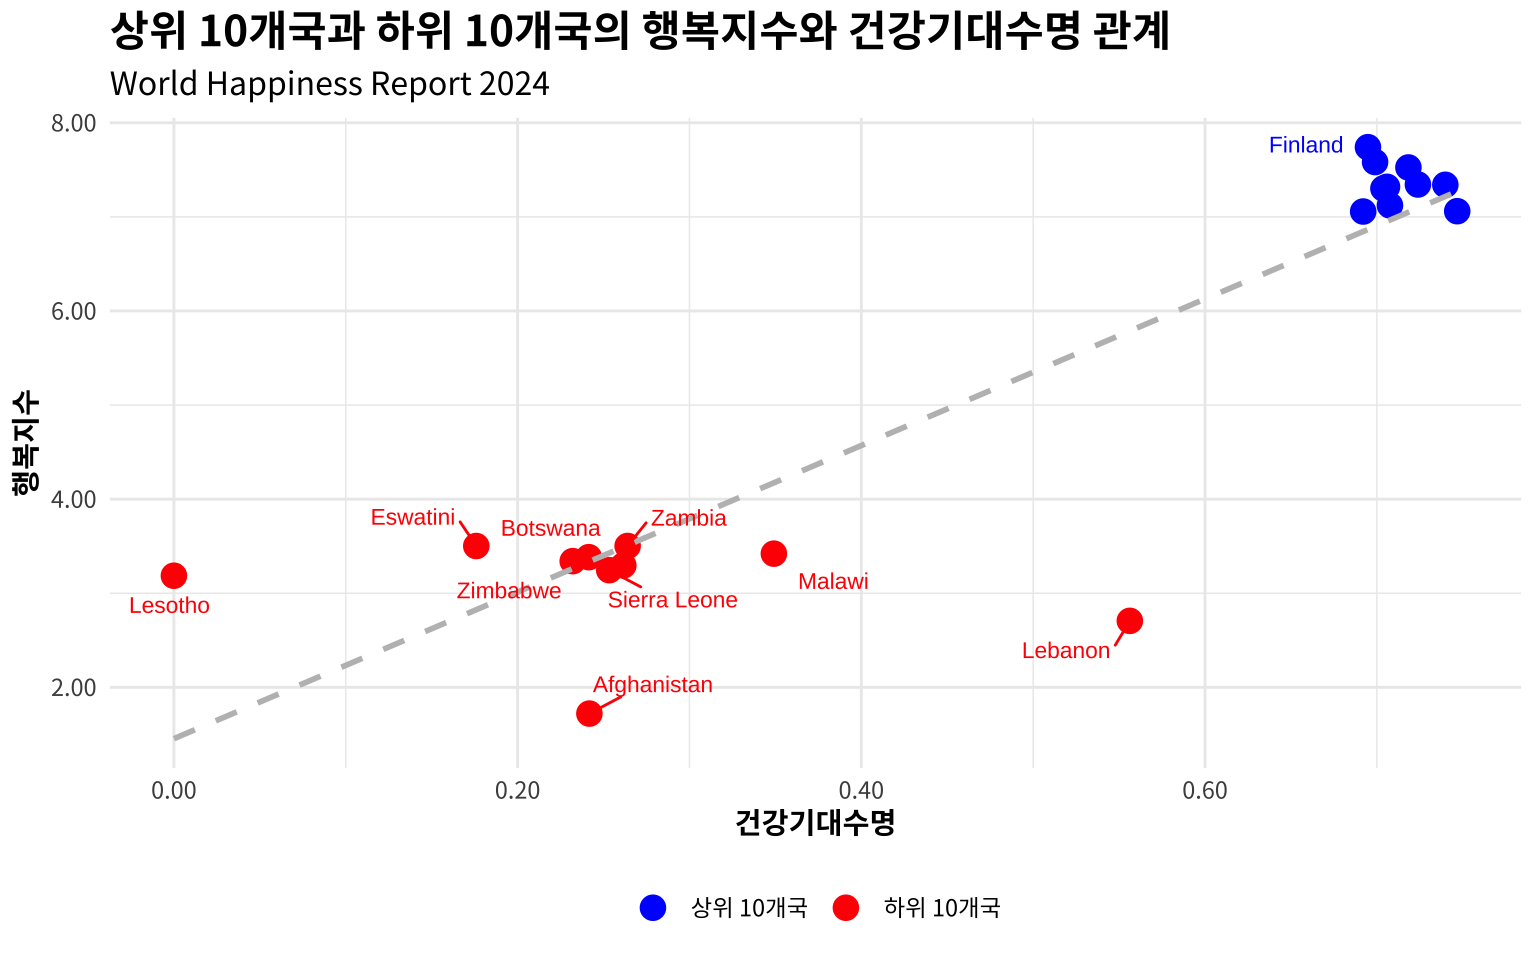 상위 10개국과 하위 10개국의 행복지수와 건강기대수명 관계
World Happiness Report 2024
8.00
Finland
6.00
행복지수
4.00
Eswatini
Botswana
Zambia
Malawi
Zimbabwe
Sierra Leone
Lesotho
Lebanon
2.00
Afghanistan
0.00 0.20 0.40 0.60
건강기대수명
상위 10개국 하위 10개국